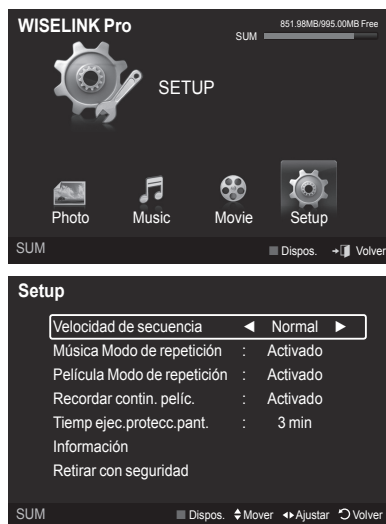 WISELINK Pro
851.98MB/995.00MB Free
SUM
SETUP
Photo Music Movie Setup
SUM Dispos. Volver
Setup
Velocidad de secuencia ◀ Normal ▶
Música Modo de repetición : Activado
Película Modo de repetición : Activado
Recordar contin. pelíc. : Activado
Tiemp ejec.protecc.pant. : 3 min
Información
Retirar con seguridad
SUM Dispos. Mover Ajustar Volver